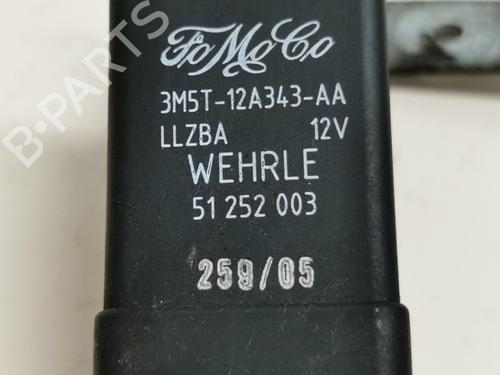 FoMoCo
3M5T-12A343-AA
LLZBA 12V
WEHRLE
51 252 003
259/05
B-PARTS